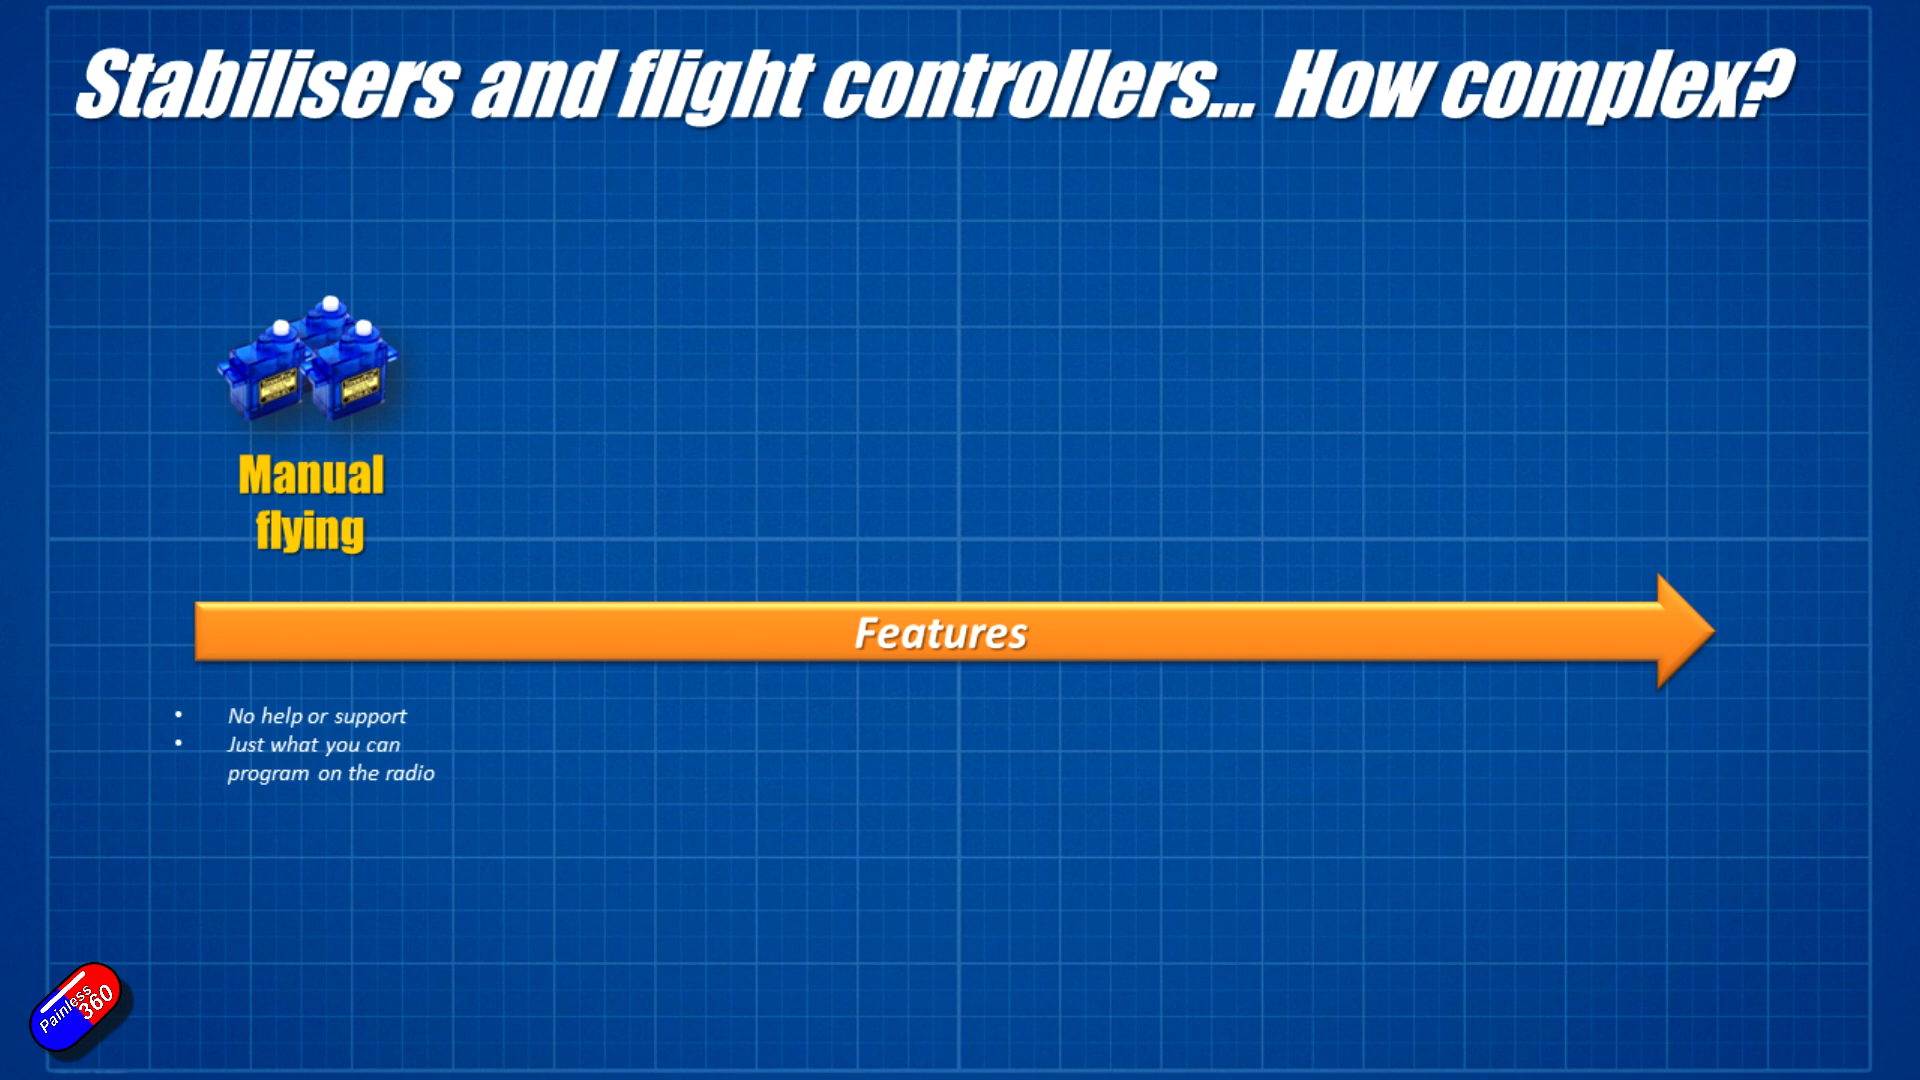 Stabilisers and flight controllers... How complex?
Manual
flying
Features
• No help or support
• Just what you can
program on the radio
Painless
360